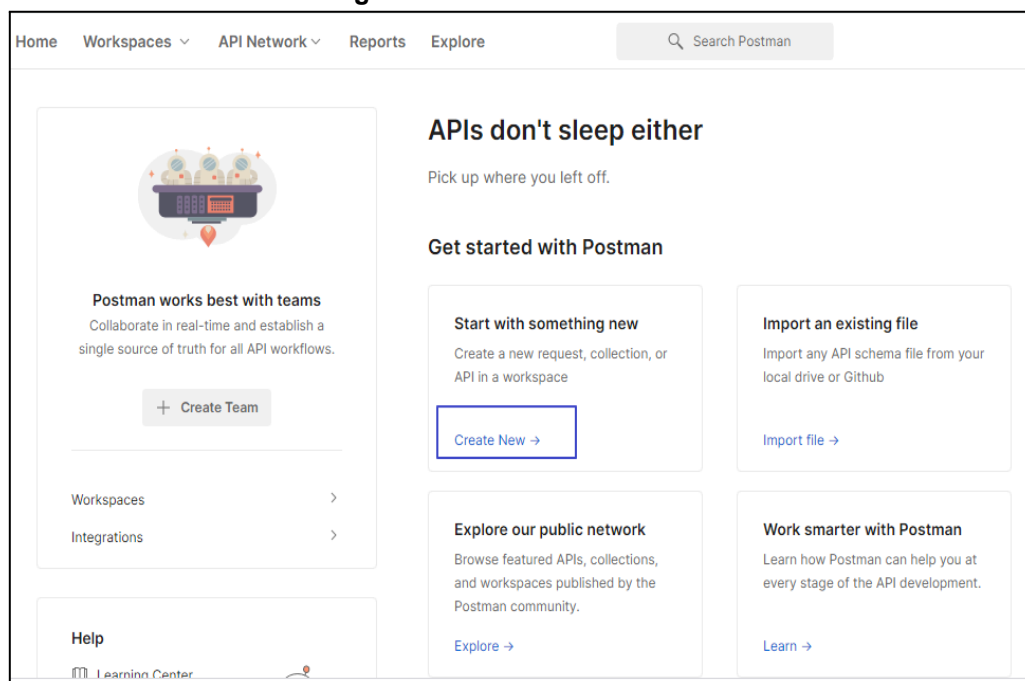 Home Workspaces API Network Reports Explore Search Postman
Postman works best with teams
Collaborate in real-time and establish a
single source of truth for all API workflows.
+ Create Team
Workspaces
Integrations
Help
Learning Center
APIs don't sleep either
Pick up where you left off.
Get started with Postman
Start with something new
Create a new request, collection, or
API in a workspace
Create New →
Import an existing file
Import any API schema file from your
local drive or Github
Import file →
Explore our public network
Browse featured APIs, collections,
and workspaces published by the
Postman community.
Explore →
Work smarter with Postman
Learn how Postman can help you at
every stage of the API development.
Learn →